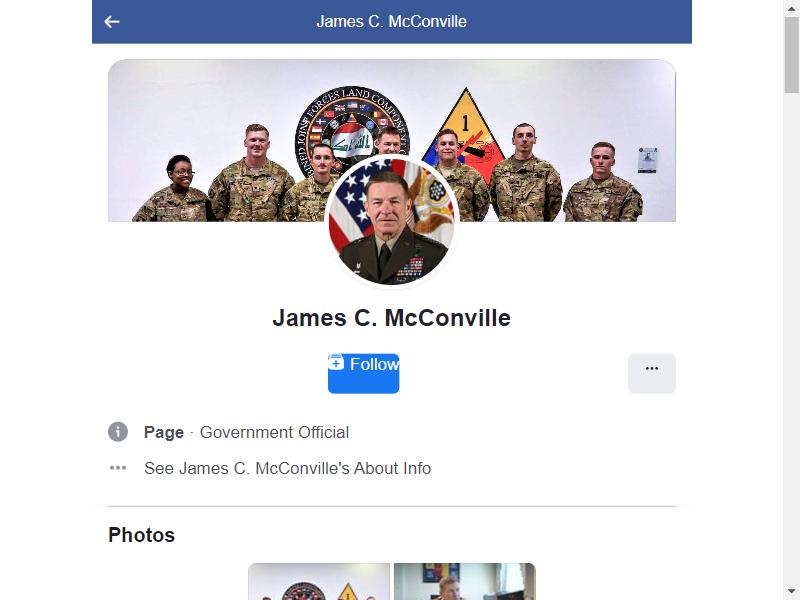 James C. McConville
JOINT FORCES LAND COMPONENT
1
James C. McConville
Follow
Page · Government Official
See James C. McConville's About Info
Photos
1